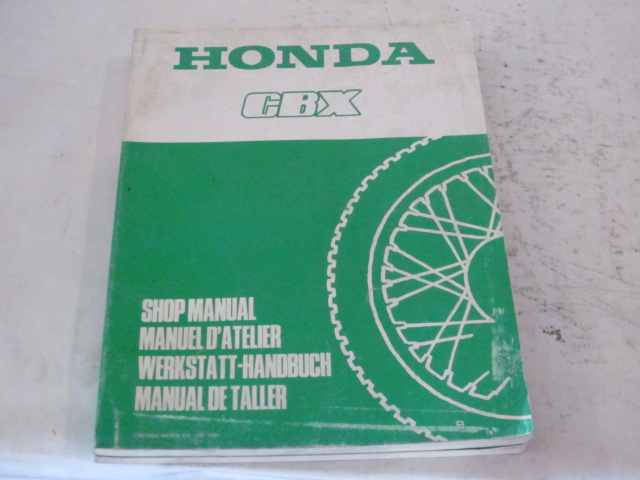 HONDA
CBX
SHOP MANUAL
MANUEL D'ATELIER
WERKSTATT-HANDBUCH
MANUAL DE TALLER
B